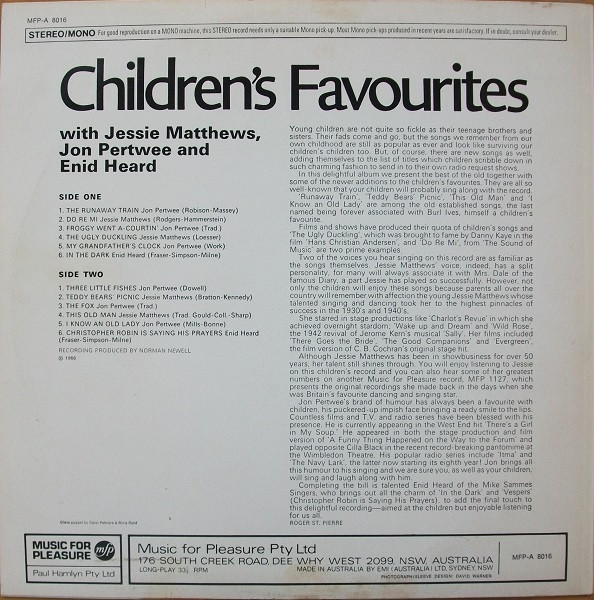 MFP-A 8016
STEREO/MONO For good reproduction on a MONO machine, this STEREO record needs only a suitable Mono pick-up. Most Mono pick-ups produced in recent years are satisfactory. If in doubt, consult your dealer.
Children's Favourites
with Jessie Matthews,
Jon Pertwee and
Enid Heard
SIDE ONE
1. THE RUNAWAY TRAIN Jon Pertwee (Robison-Massey)
2. DO RE MI Jessie Matthews (Rodgers-Hammerstein)
3. FROGGY WENT A-COURTIN' Jon Pertwee (Trad.)
4. THE UGLY DUCKLING Jessie Matthews (Loesser)
5. MY GRANDFATHER'S CLOCK Jon Pertwee (Work)
6. IN THE DARK Enid Heard (Fraser-Simpson-Milne)
SIDE TWO
1. THREE LITTLE FISHES Jon Pertwee (Dowell)
2. TEDDY BEARS' PICNIC Jessie Matthews (Bratton-Kennedy)
3. THE FOX Jon Pertwee (Trad.)
4. THIS OLD MAN Jessie Matthews (Trad. Gould-Coll.-Sharp)
5. I KNOW AN OLD LADY Jon Pertwee (Mills-Bonne)
6. CHRISTOPHER ROBIN IS SAYING HIS PRAYERS Enid Heard
(Fraser-Simpson-Milne)
RECORDING PRODUCED BY NORMAN NEWELL
Ⓟ 1966
Young children are not quite so fickle as their teenage brothers and
sisters. Their fads come and go, but the songs we remember from our
own childhood are still as popular as ever and look like surviving our
children's children too. But, of course, there are new songs as well,
adding themselves to the list of titles which children scribble down in
such charming fashion to send in to their own radio request shows.
In this delightful album we present the best of the old together with
some of the newer additions to the children's favourites. They are all so
well-known that your children will probably sing along with the record.
'Runaway Train', 'Teddy Bears' Picnic', 'This Old Man' and 'I
Know an Old Lady' are among the old established songs, the last
named being forever associated with Burl Ives, himself a children's
favourite.
Films and shows have produced their quota of children's songs and
'The Ugly Duckling', which was brought to fame by Danny Kaye in the
film 'Hans Christian Andersen', and 'Do Re Mi', from 'The Sound of
Music' are two prime examples.
Two of the voices you hear singing on this record are as familiar as
the songs themselves. Jessie Matthews' voice, indeed, has a split
personality, for many will always associate it with Mrs. Dale of the
famous Diary, a part Jessie has played so successfully. However, not
only the children will enjoy these songs because parents all over the
country will remember with affection the young Jessie Matthews whose
talented singing and dancing took her to the highest pinnacles of
success in the 1930's and 1940's.
She starred in stage productions like 'Charlot's Revue' in which she
achieved overnight stardom; 'Wake up and Dream' and 'Wild Rose',
the 1942 revival of Jerome Kern's musical 'Sally'. Her films included
'There Goes the Bride', 'The Good Companions' and 'Evergreen',
the film version of C. B. Cochran's original stage hit.
Although Jessie Matthews has been in showbusiness for over 50
years, her talent still shines through. You will enjoy listening to Jessie
on this children's record and you can also hear some of her greatest
numbers on another Music for Pleasure record, MFP 1127, which
presents the original recordings she made back in the days when she
was Britain's favourite dancing and singing star.
Jon Pertwee's brand of humour has always been a favourite with
children, his puckered-up impish face bringing a ready smile to the lips.
Countless films and T.V. and radio series have been blessed with his
presence. He is currently appearing in the West End hit 'There's a Girl
in My Soup.' He appeared in both the stage production and film
version of 'A Funny Thing Happened on the Way to the Forum' and
played opposite Cilla Black in the recent record-breaking pantomime at
the Wimbledon Theatre. His popular radio series include 'Itma' and
'The Navy Lark', the latter now starting its eighth year! Jon brings all
this humour to his singing and we are sure you, as well as your children,
will sing and laugh along with him.
Completing the bill is talented Enid Heard of the Mike Sammes
Singers, who brings out all the charm of 'In the Dark' and 'Vespers'
(Christopher Robin is Saying His Prayers), to add the final touch to
this delightful recording—aimed at the children but enjoyable listening
for us all.
ROGER ST. PIERRE
MUSIC FOR
PLEASURE mfp
Paul Hamlyn Pty Ltd
Music for Pleasure Pty Ltd
176 SOUTH CREEK ROAD, DEE WHY WEST 2099, NSW, AUSTRALIA
LONG-PLAY 33⅓ RPM MADE IN AUSTRALIA BY EMI (AUSTRALIA) LTD, SYDNEY NSW
PHOTOGRAPH/SLEEVE DESIGN: DAVID WARNER
MFP-A 8016